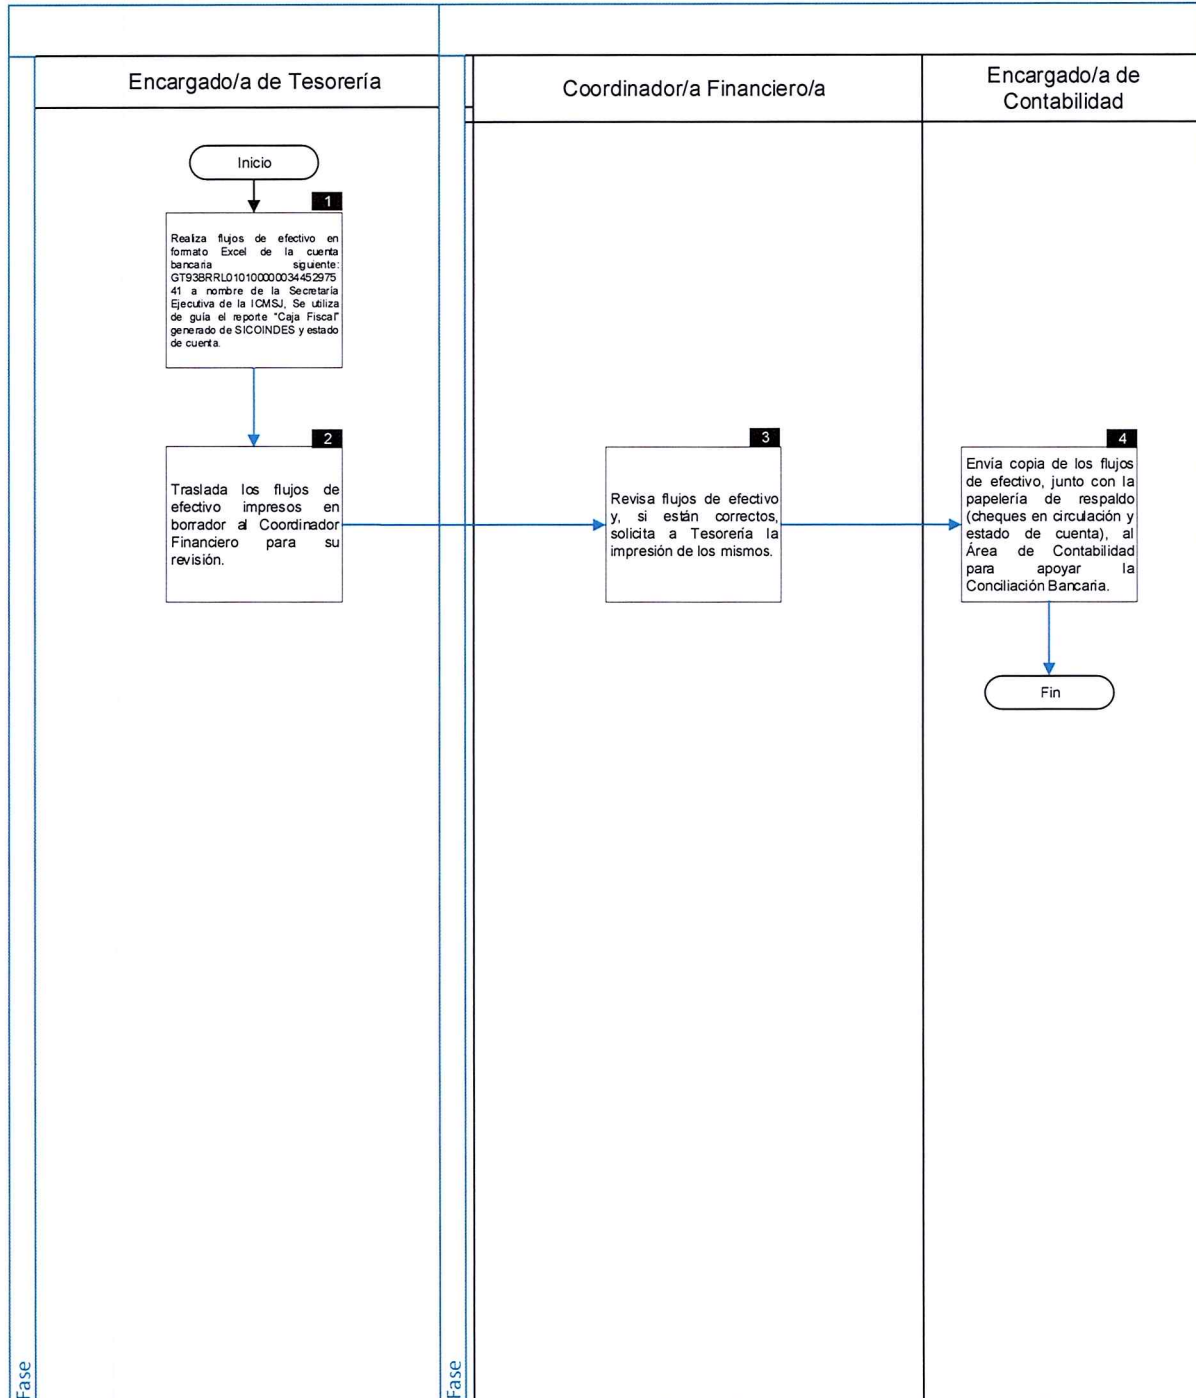 Encargado/a de Tesorería
Coordinador/a Financiero/a
Encargado/a de
Contabilidad
Inicio
1
Realiza flujos de efectivo en
formato Excel de la cuenta
bancaria siguiente:
GT93BRRL010100000034452975
41 a nombre de la Secretaría
Ejecutiva de la ICMSJ, Se utiliza
de guía el reporte "Caja Fiscal"
generado de SICOINDES y estado
de cuenta.
2
Traslada los flujos de
efectivo impresos en
borrador al Coordinador
Financiero para su
revisión.
3
Revisa flujos de efectivo
y, si están correctos,
solicita a Tesorería la
impresión de los mismos.
4
Envía copia de los flujos
de efectivo, junto con la
papelería de respaldo
(cheques en circulación y
estado de cuenta), al
Área de Contabilidad
para apoyar la
Conciliación Bancaria.
Fin
Fase
Fase